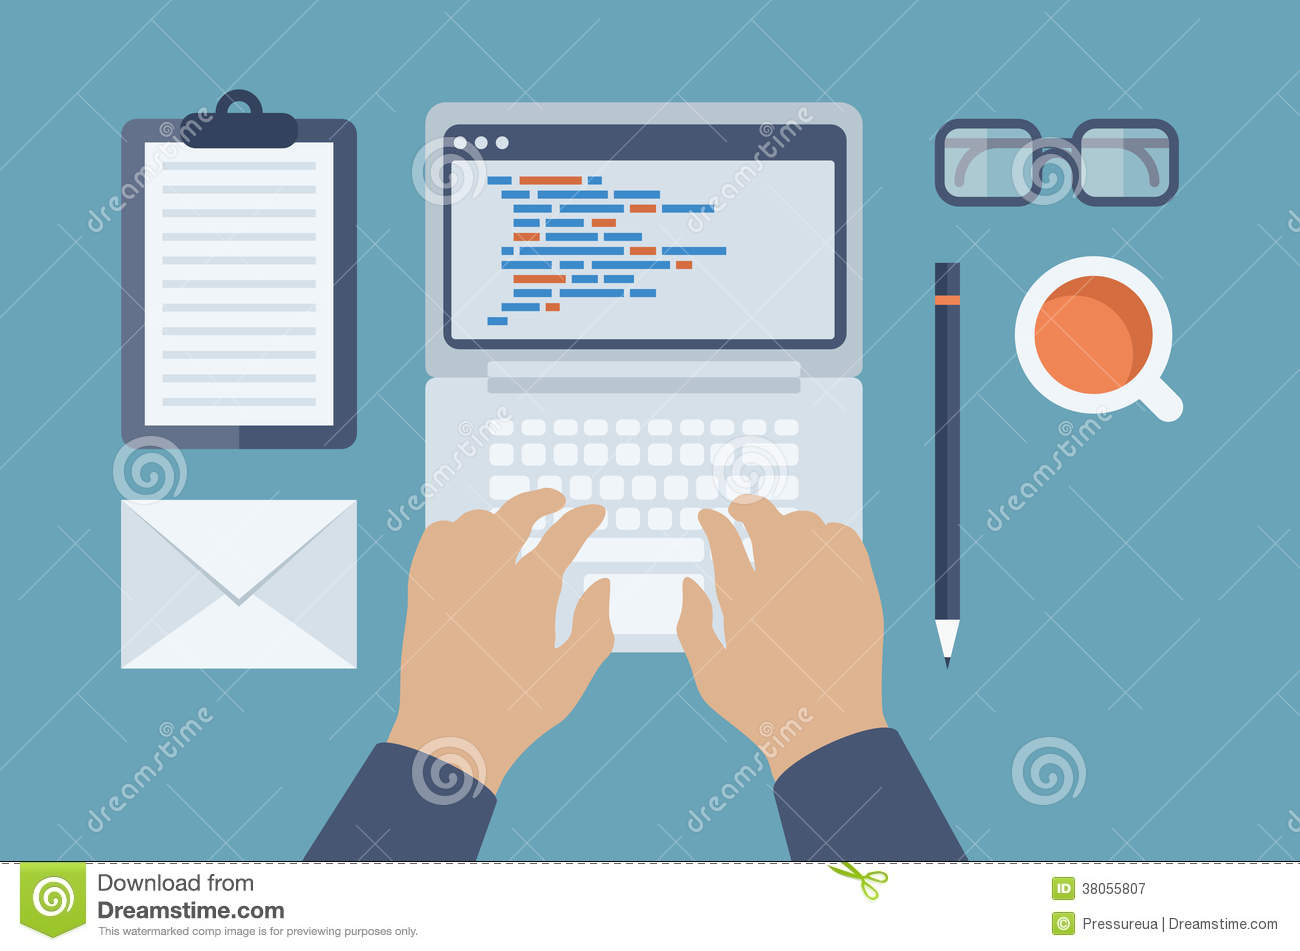 dreamstime.
dreamstime.
dreamstime.
dreamstime.
dreamstime.
dreamstime.
dreamstime.
Download from
Dreamstime.com
This watermarked comp image is for previewing purposes only.
ID 38055807
© Pressureua | Dreamstime.com